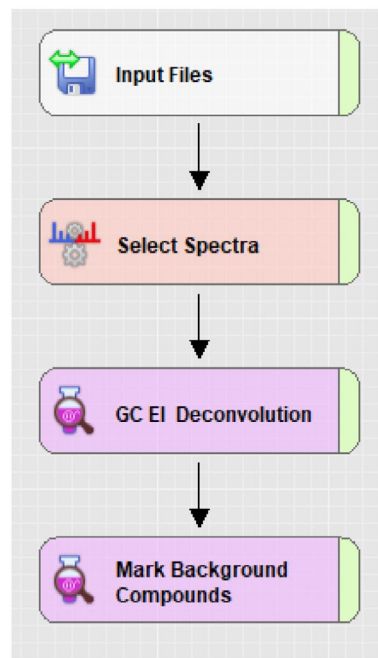 Input Files
Select Spectra
GC EI Deconvolution
Mark Background
Compounds